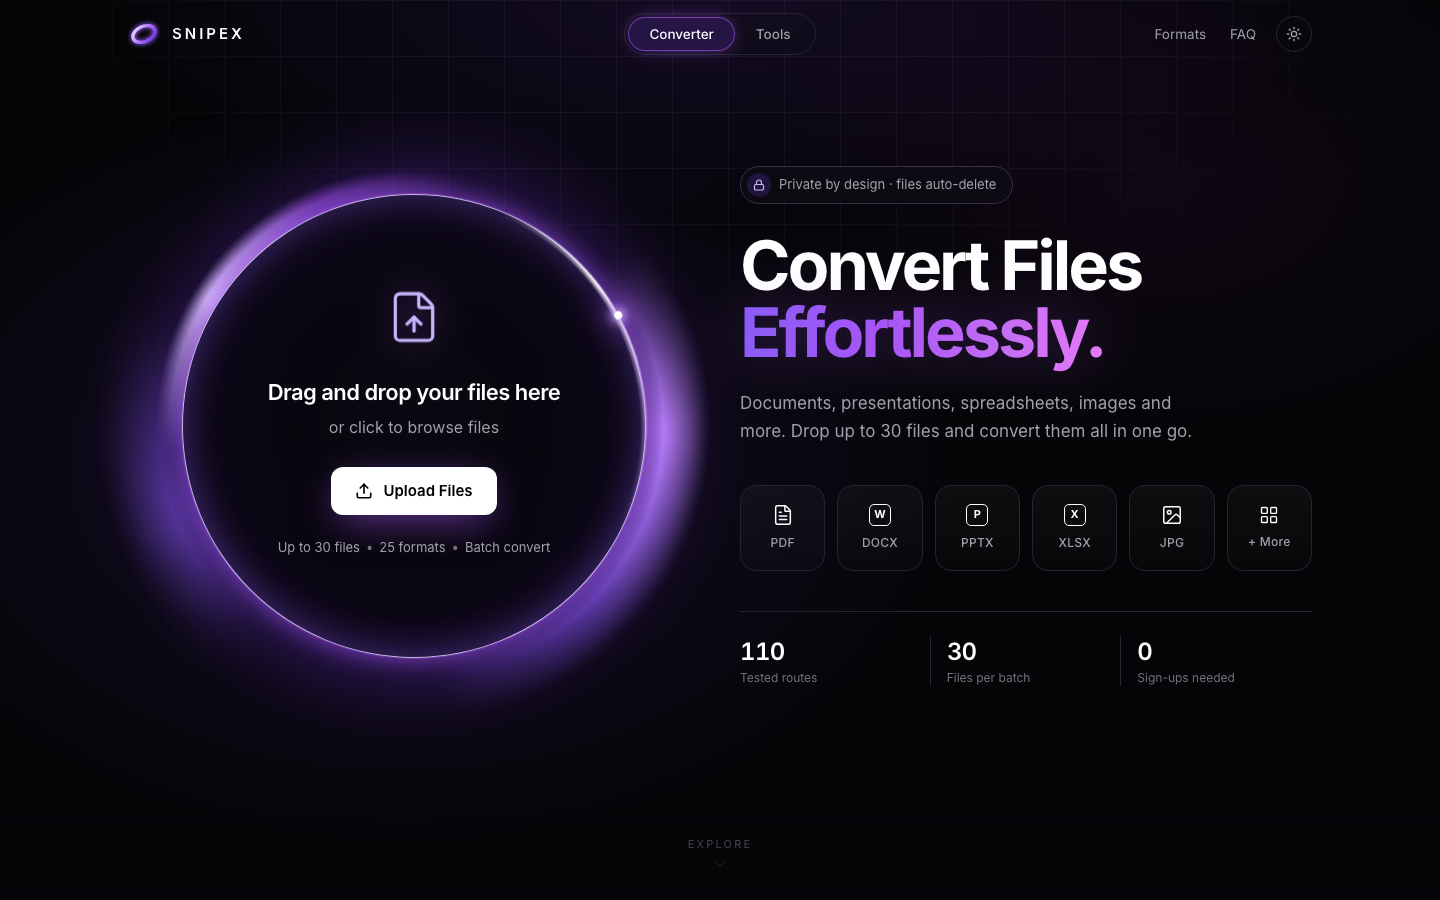 SNIPEX
Converter
Tools
Formats
FAQ
Drag and drop your files here
or click to browse files
Upload Files
Up to 30 files • 25 formats • Batch convert
Private by design · files auto-delete
Convert Files
Effortlessly.
Documents, presentations, spreadsheets, images and
more. Drop up to 30 files and convert them all in one go.
W
P
X
PDF
DOCX
PPTX
XLSX
JPG
+ More
110
30
0
Tested routes
Files per batch
Sign-ups needed
EXPLORE